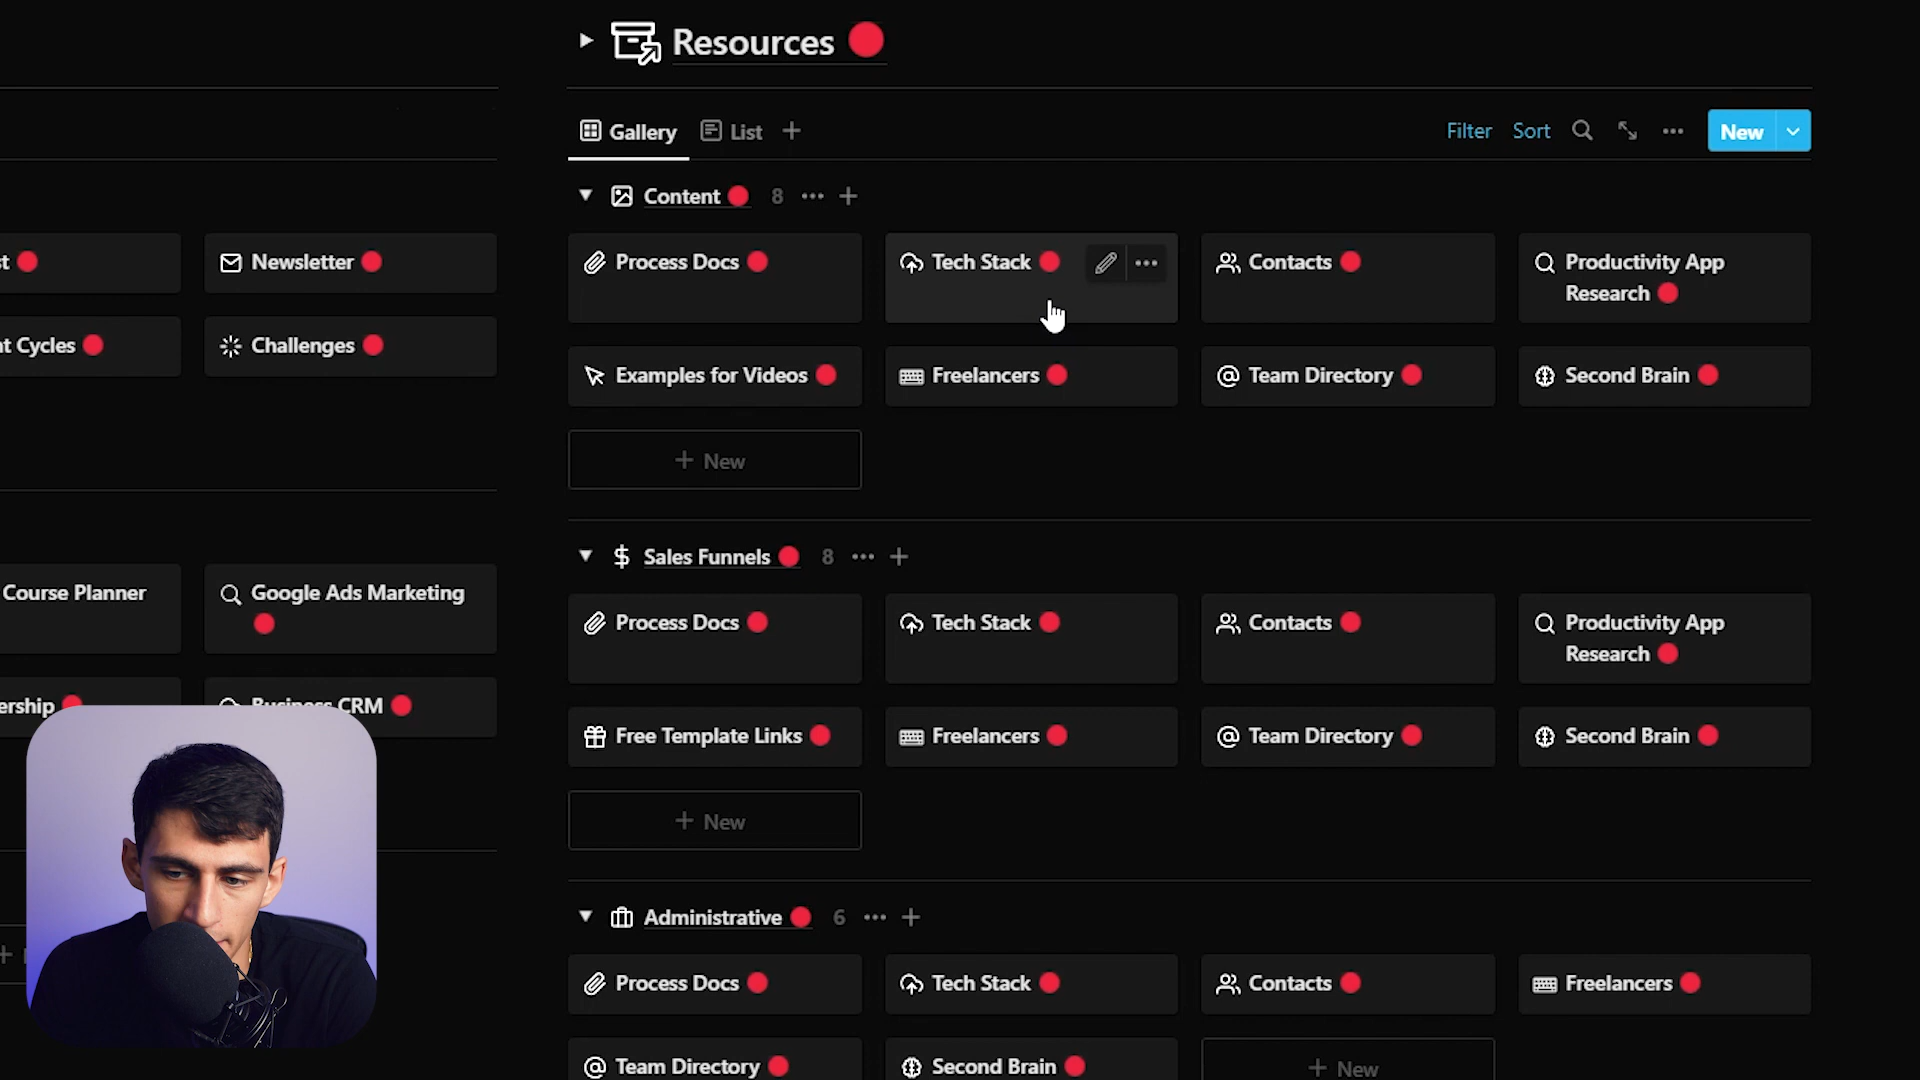 Resources
Gallery List
Filter Sort New
Content 8
Process Docs
Tech Stack
Contacts
Productivity App
Research
Examples for Videos
Freelancers
Team Directory
Second Brain
New
Sales Funnels 8
Process Docs
Tech Stack
Contacts
Productivity App
Research
Free Template Links
Freelancers
Team Directory
Second Brain
New
Administrative 6
Process Docs
Tech Stack
Contacts
Freelancers
Team Directory
Second Brain
New
Newsletter
Cycles
Challenges
Course Planner
Google Ads Marketing
Business CRM